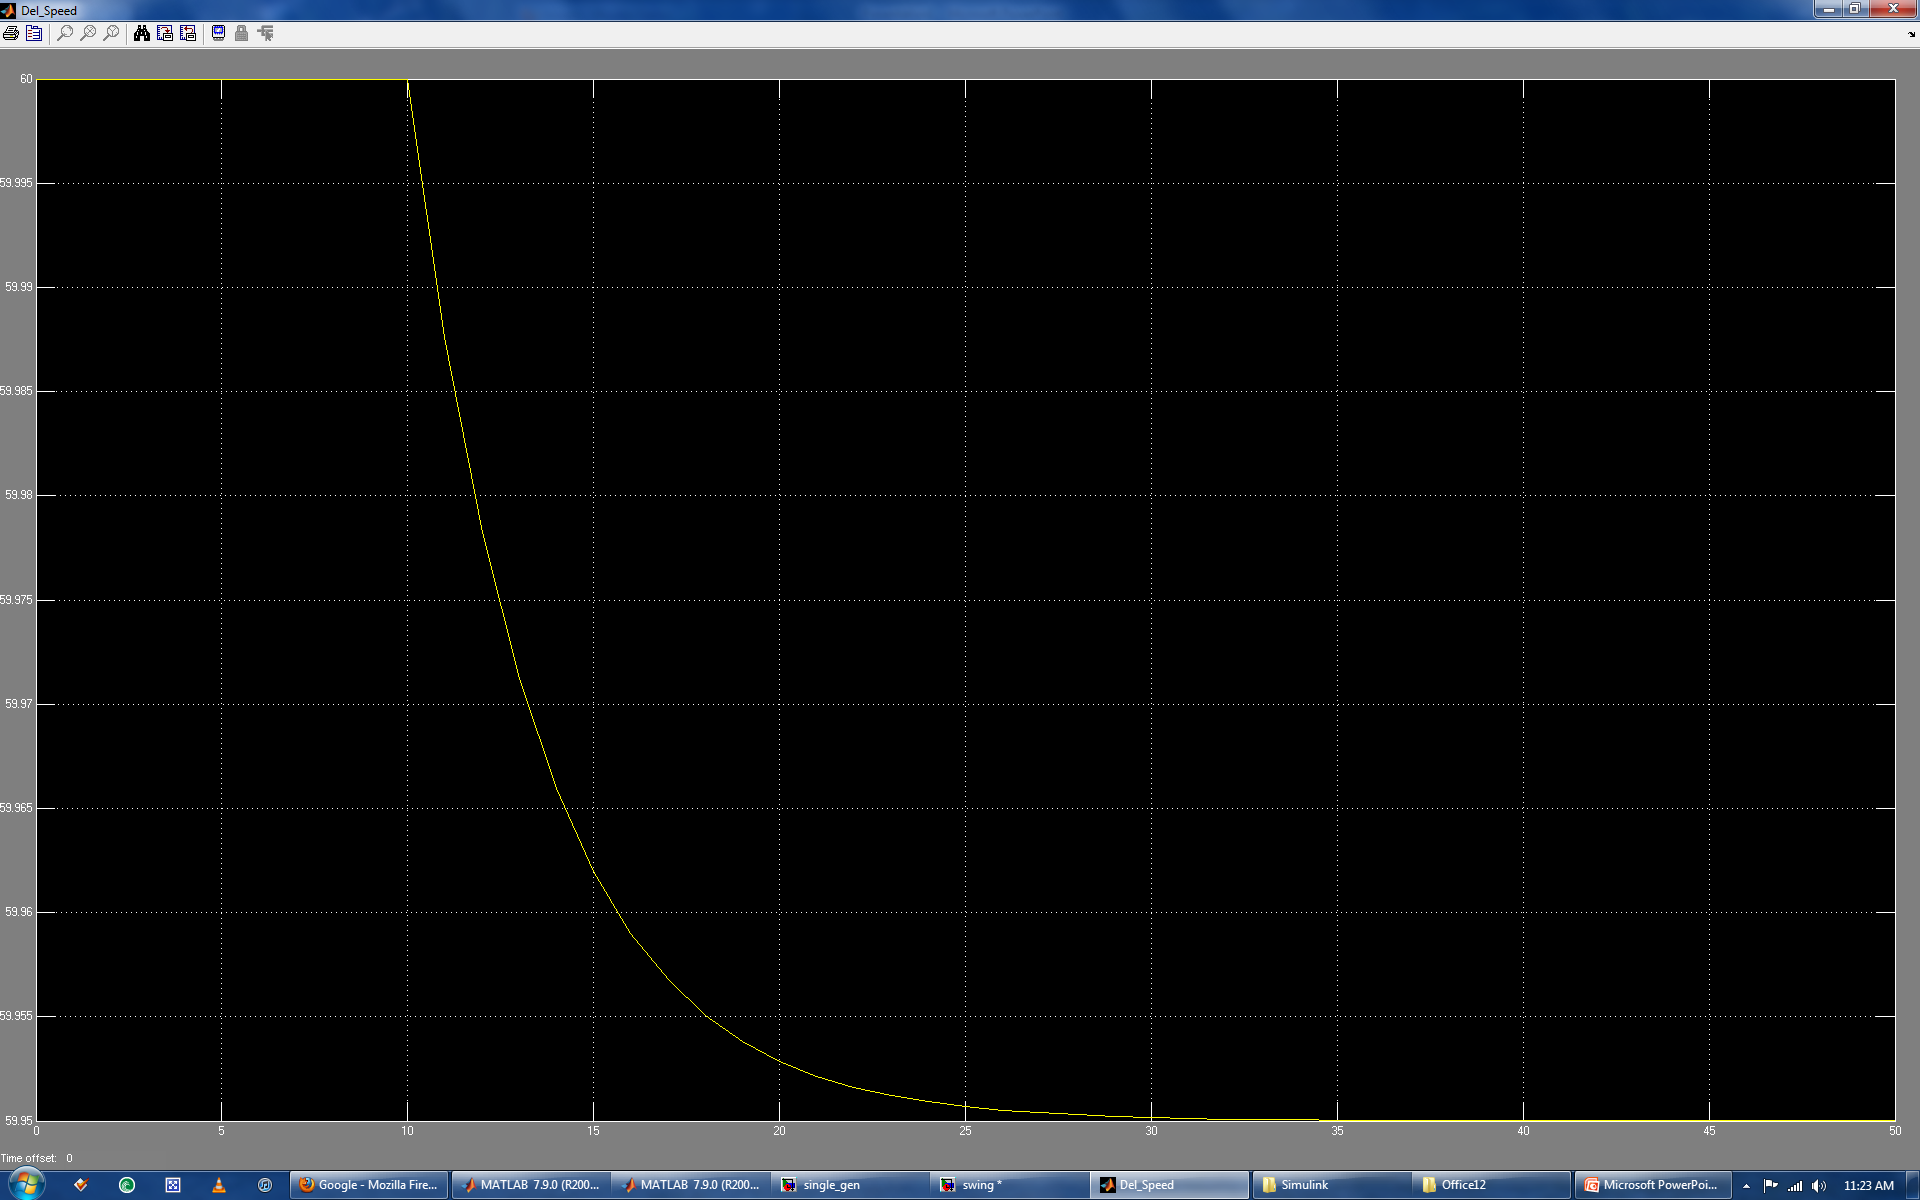 Del_Speed
60
59.995
59.99
59.985
59.98
59.975
59.97
59.965
59.96
59.955
59.95
0 5 10 15 20 25 30 35 40 45 50
Time offset: 0
Google - Mozilla Fire... MATLAB 7.9.0 (R200... MATLAB 7.9.0 (R200... single_gen swing * Del_Speed Simulink Office12 Microsoft PowerPoi... 11:23 AM